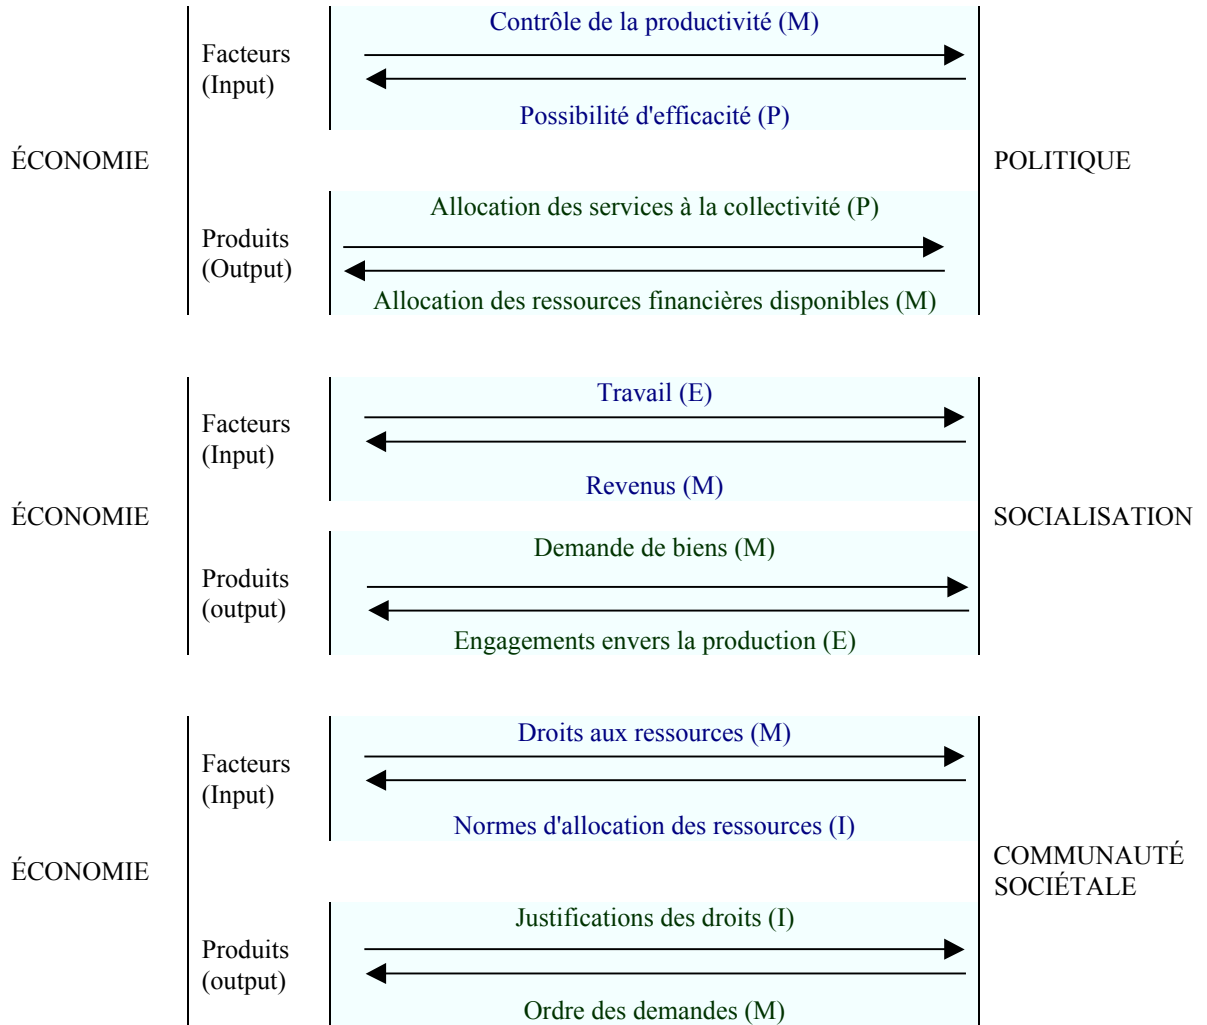 Contrôle de la productivité (M)
Facteurs
(Input)
Possibilité d'efficacité (P)
ÉCONOMIE
POLITIQUE
Allocation des services à la collectivité (P)
Produits
(Output)
Allocation des ressources financières disponibles (M)
Travail (E)
Facteurs
(Input)
Revenus (M)
ÉCONOMIE
SOCIALISATION
Demande de biens (M)
Produits
(output)
Engagements envers la production (E)
Droits aux ressources (M)
Facteurs
(Input)
Normes d'allocation des ressources (I)
ÉCONOMIE
COMMUNAUTÉ
SOCIÉTALE
Justifications des droits (I)
Produits
(output)
Ordre des demandes (M)